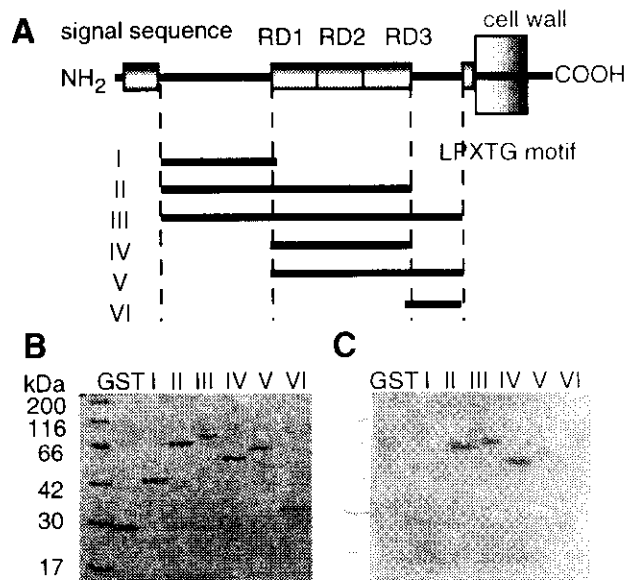 A
signal sequence
RD1 RD2 RD3
cell wall
NH2
COOH
LPXTG motif
I
II
III
IV
V
VI
B
kDa
GST I II III IV V VI
200
116
66
42
30
17
C
GST I II III IV V VI